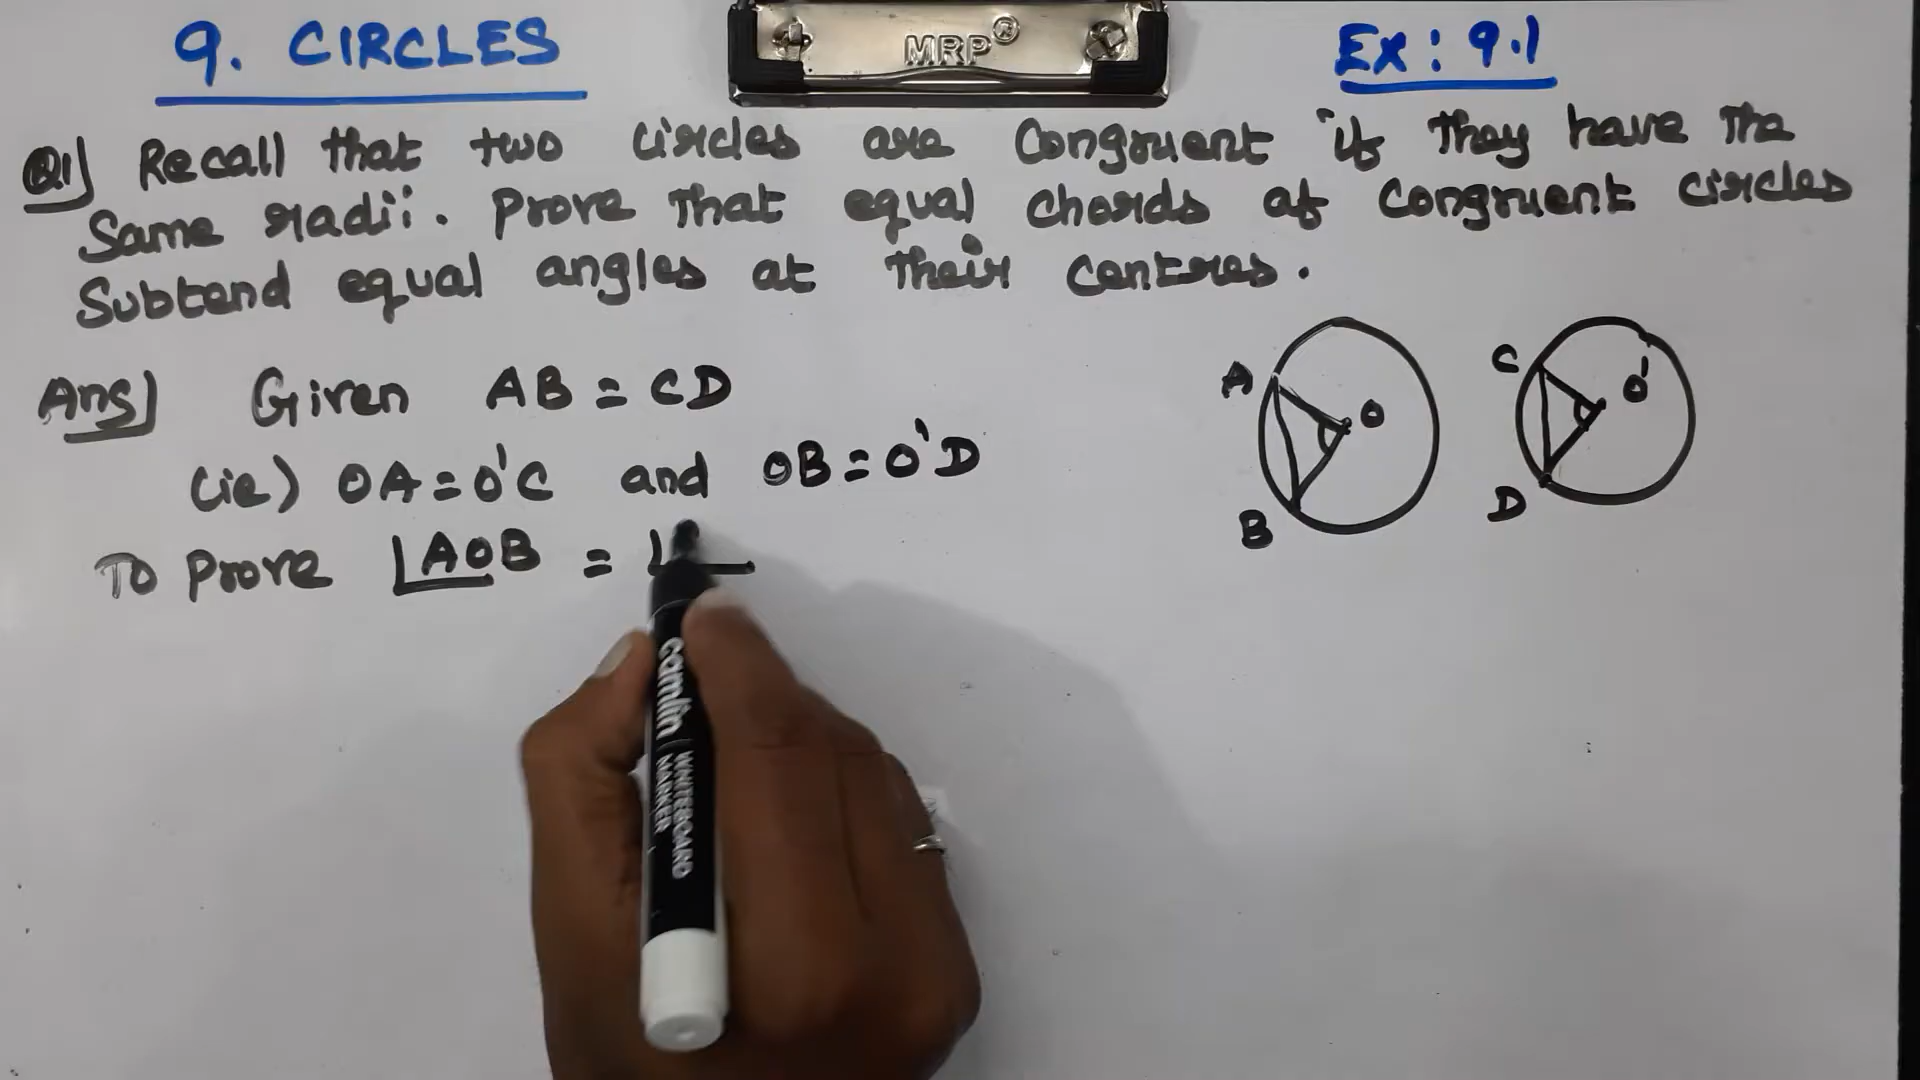 9. CIRCLES
MRP®
Ex: 9.1
Q1) Recall that two circles are congruent if they have the
same radii. Prove that equal chords of congruent circles
subtend equal angles at their centres.
Ans) Given AB = CD
(ie) OA = O'C and OB = O'D
To Prove ∠AOB = ∠
A
O
B
C
O'
D
camlin WHITEBOARD MARKER